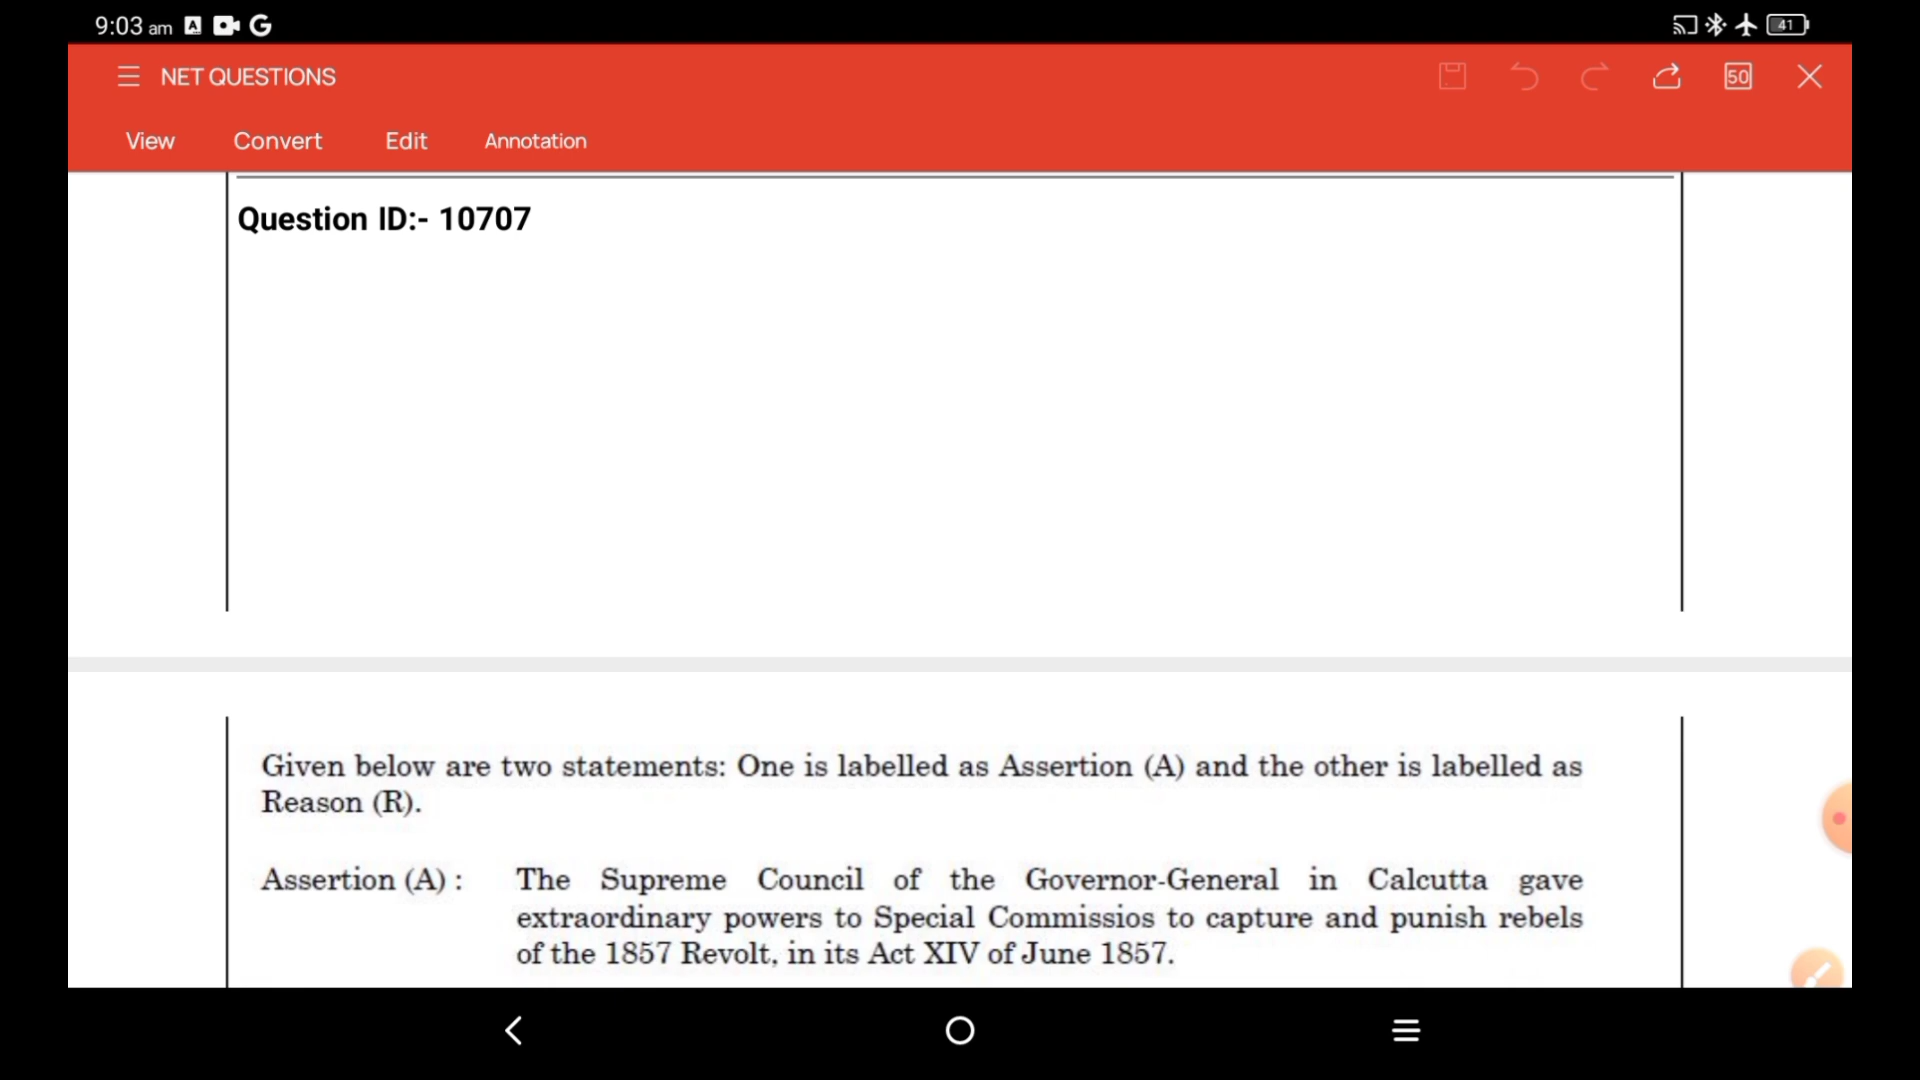 9:03 am
41
NET QUESTIONS
50
View Convert Edit Annotation
Question ID:- 10707
Given below are two statements: One is labelled as Assertion (A) and the other is labelled as
Reason (R).
Assertion (A) : The Supreme Council of the Governor-General in Calcutta gave
extraordinary powers to Special Commissios to capture and punish rebels
of the 1857 Revolt, in its Act XIV of June 1857.